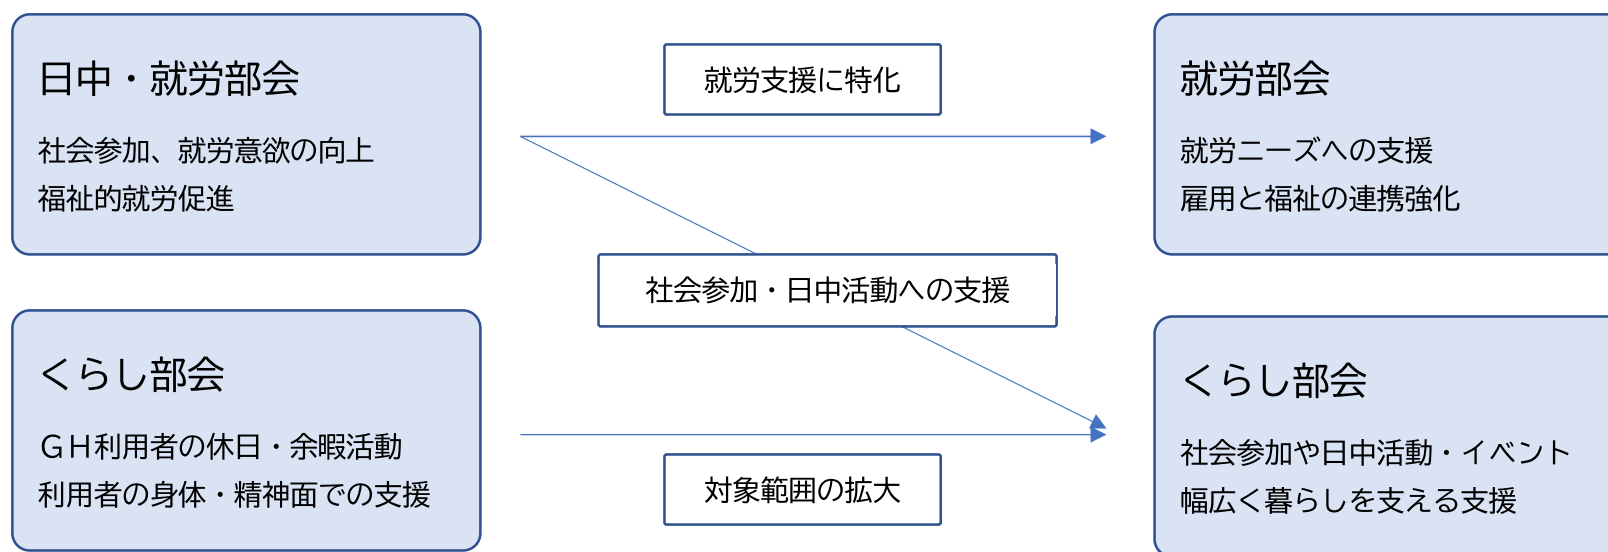 日中・就労部会
社会参加、就労意欲の向上
福祉的就労促進
就労支援に特化
就労部会
就労ニーズへの支援
雇用と福祉の連携強化
社会参加・日中活動への支援
くらし部会
ＧＨ利用者の休日・余暇活動
利用者の身体・精神面での支援
対象範囲の拡大
くらし部会
社会参加や日中活動・イベント
幅広く暮らしを支える支援